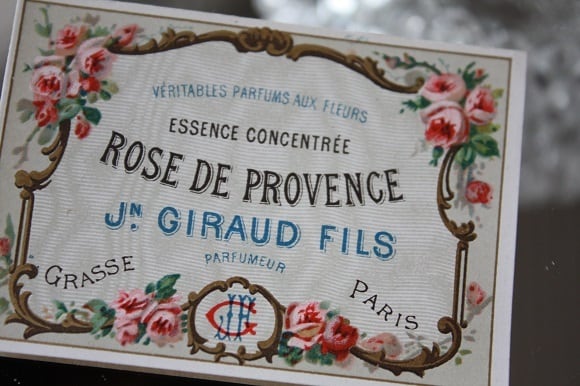 VÉRITABLES PARFUMS AUX FLEURS
ESSENCE CONCENTRÉE
ROSE DE PROVENCE
JN. GIRAUD FILS
PARFUMEUR
GRASSE PARIS